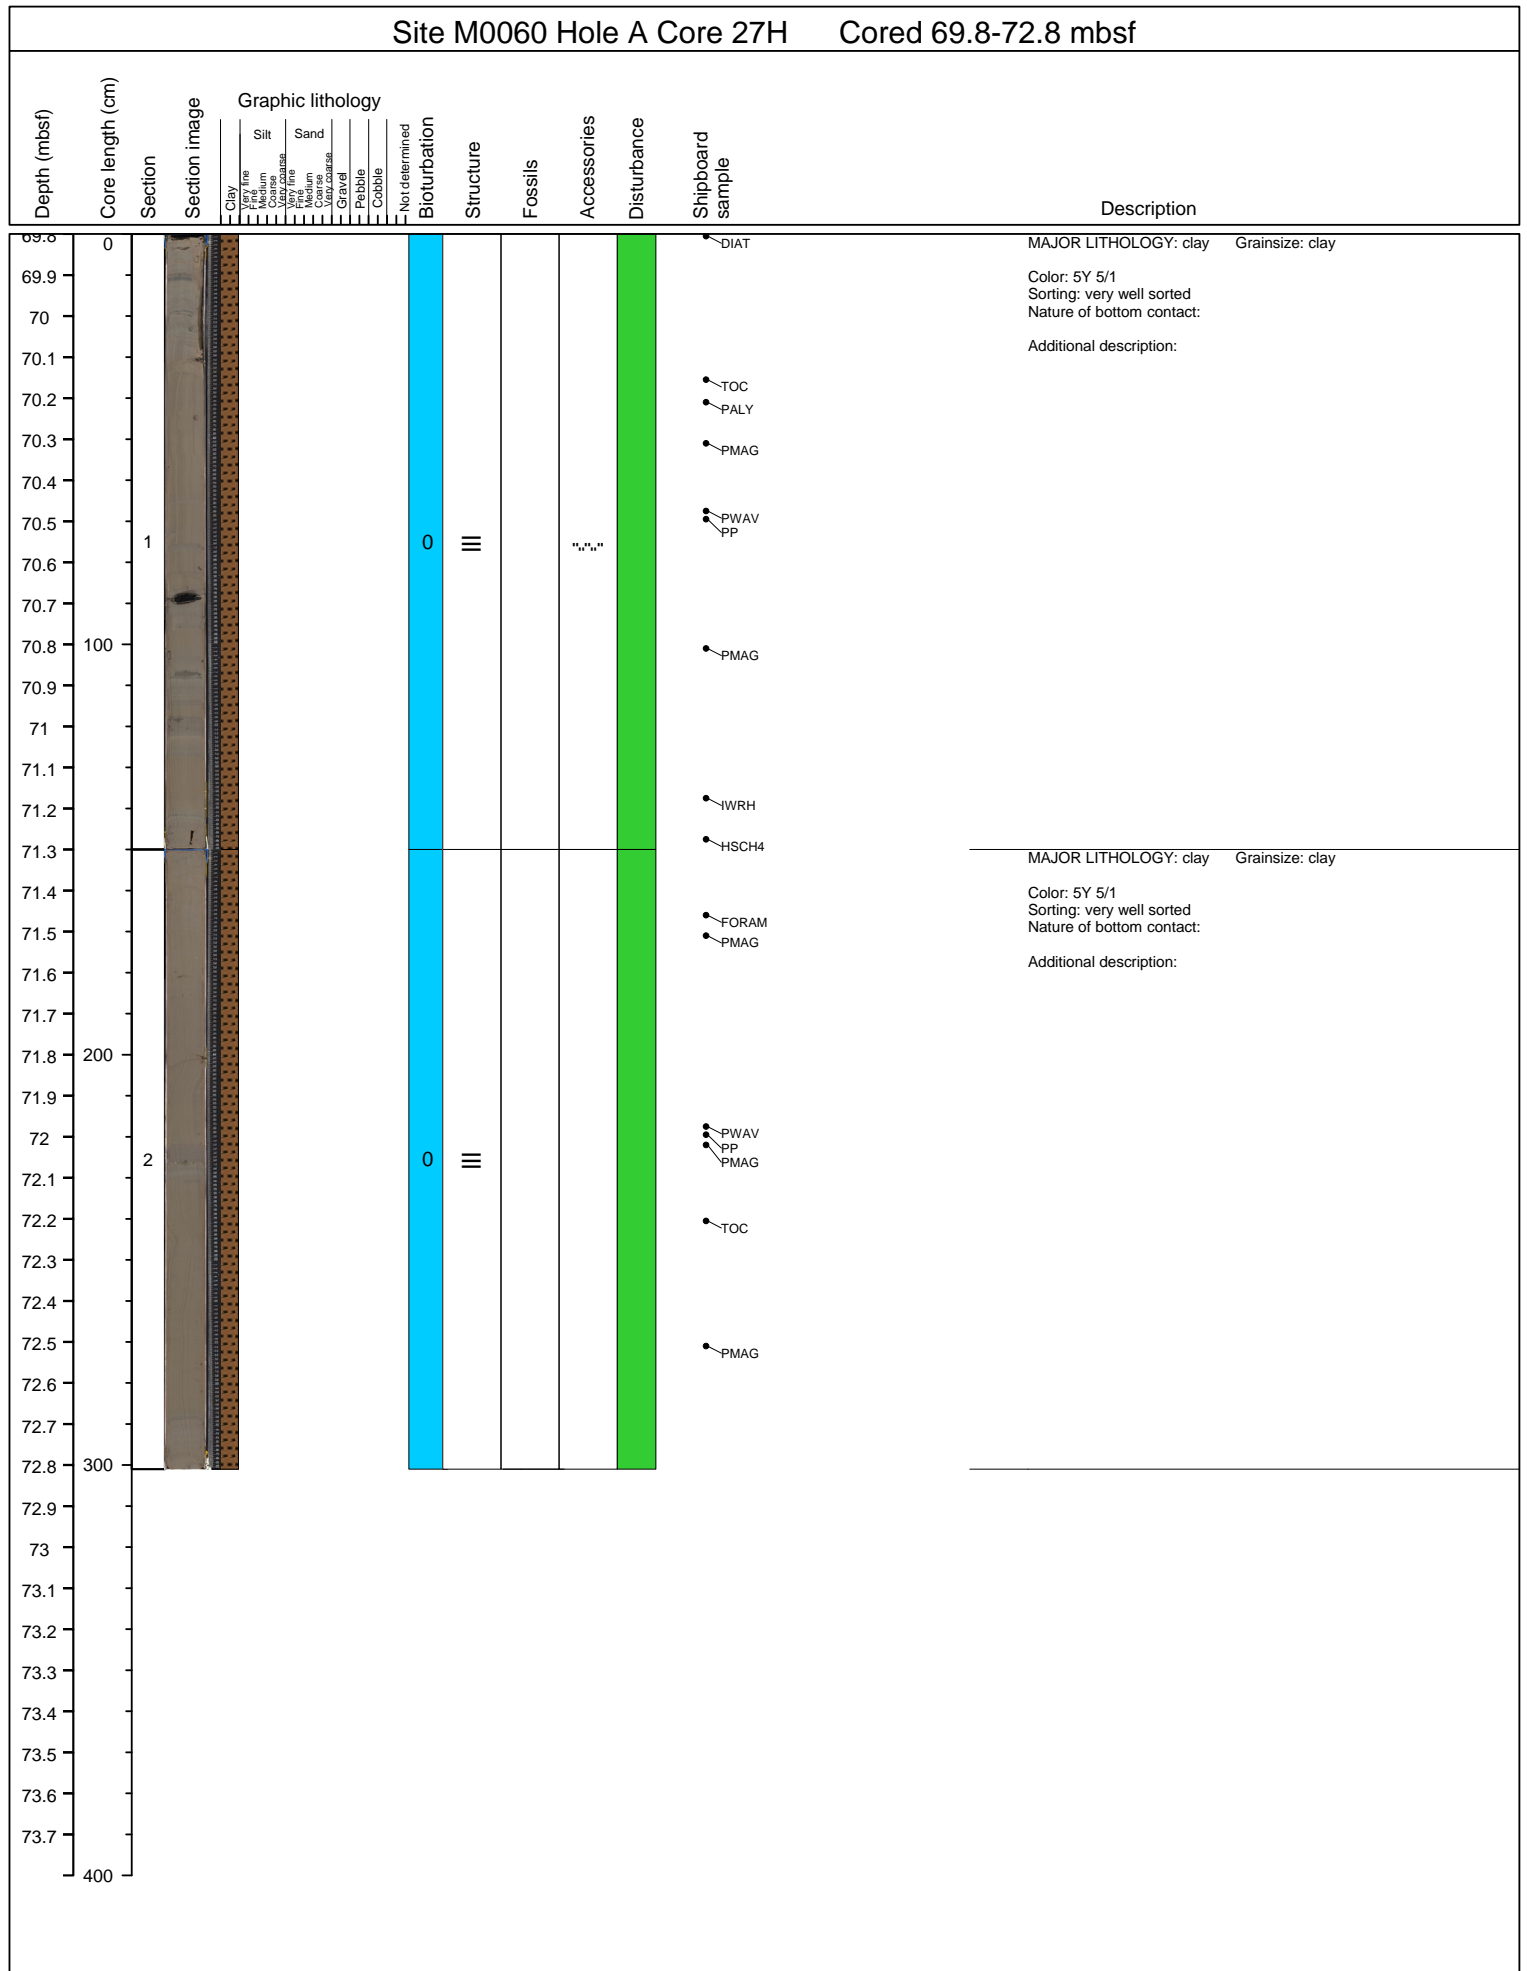 Site M0060 Hole A Core 27H Cored 69.8-72.8 mbsf
Depth (mbsf)
Core length (cm)
Section
Section image
Graphic lithology
Clay
Silt
Very fine
Fine
Medium
Coarse
Very coarse
Sand
Very fine
Fine
Medium
Coarse
Very coarse
Gravel
Pebble
Cobble
Not determined
Bioturbation
Structure
Fossils
Accessories
Disturbance
Shipboard
sample
Description
69.8
69.9
70
70.1
70.2
70.3
70.4
70.5
70.6
70.7
70.8
70.9
71
71.1
71.2
71.3
71.4
71.5
71.6
71.7
71.8
71.9
72
72.1
72.2
72.3
72.4
72.5
72.6
72.7
72.8
72.9
73
73.1
73.2
73.3
73.4
73.5
73.6
73.7
0
100
200
300
400
1
2
0
0
DIAT
TOC
PALY
PMAG
PWAV
PP
PMAG
IWRH
HSCH4
FORAM
PMAG
PWAV
PP
PMAG
TOC
PMAG
MAJOR LITHOLOGY: clay Grainsize: clay
Color: 5Y 5/1
Sorting: very well sorted
Nature of bottom contact:
Additional description:
MAJOR LITHOLOGY: clay Grainsize: clay
Color: 5Y 5/1
Sorting: very well sorted
Nature of bottom contact:
Additional description: